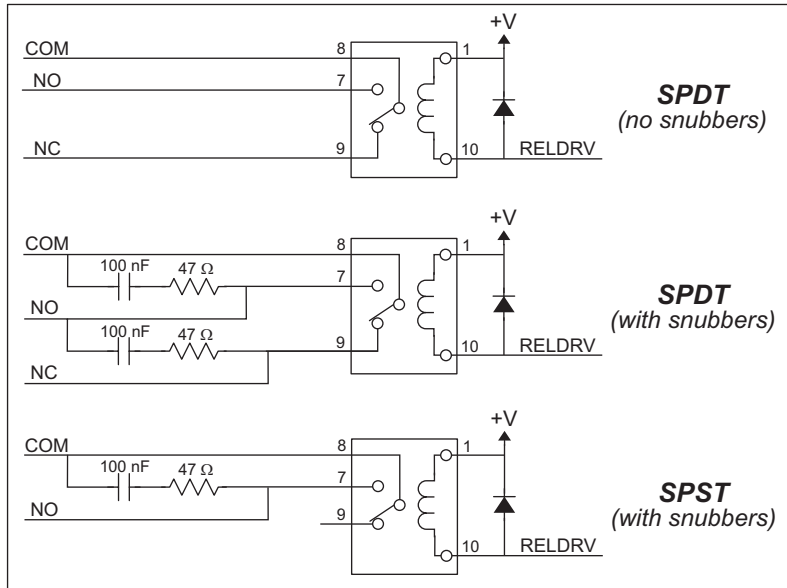 +V
COM 8 1
NO 7
SPDT
(no snubbers)
NC 9 10 RELDRV
+V
COM 8 1
100 nF 47 Ω 7
NO
SPDT
(with snubbers)
100 nF 47 Ω 9 10 RELDRV
NC
+V
COM 8 1
100 nF 47 Ω 7
SPST
(with snubbers)
NO 9
10 RELDRV